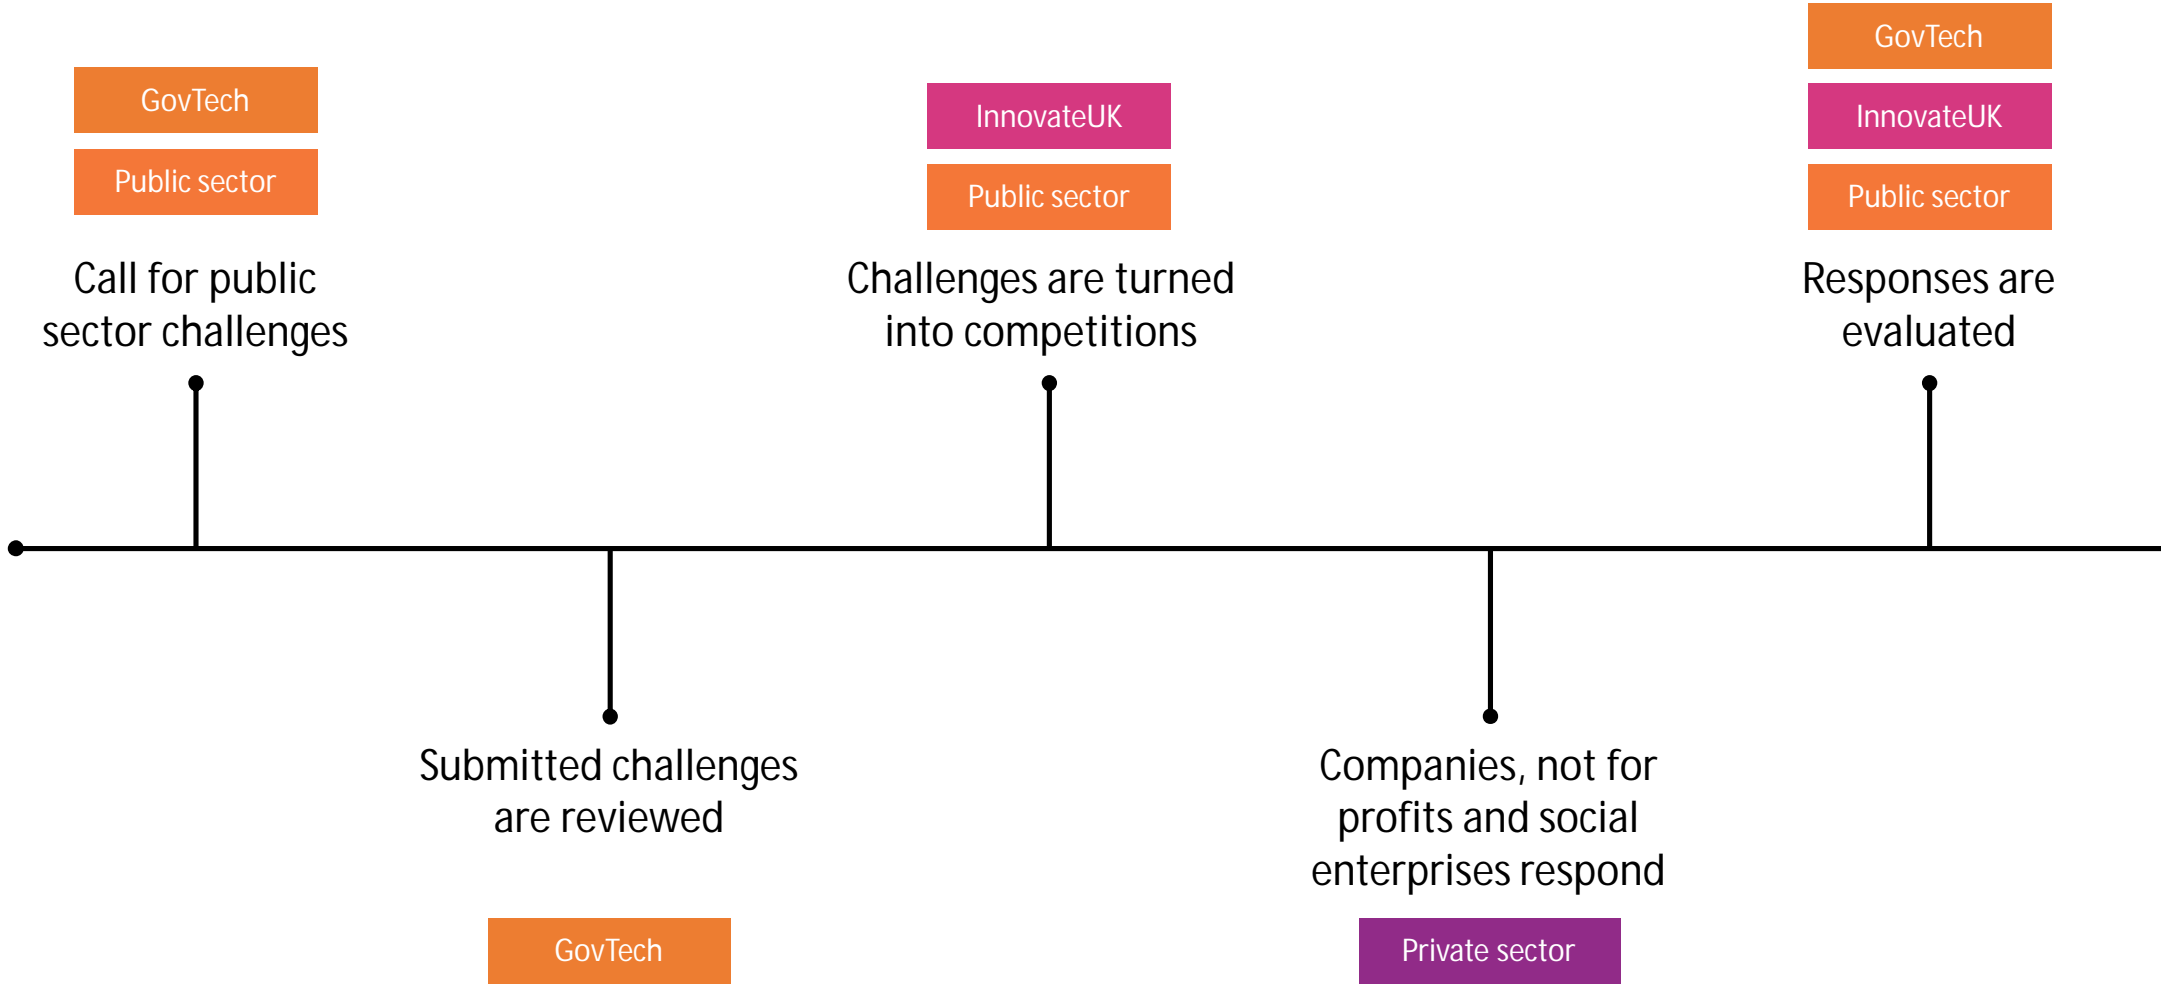 GovTech
Public sector
Call for public
sector challenges
Submitted challenges
are reviewed
GovTech
InnovateUK
Public sector
Challenges are turned
into competitions
Companies, not for
profits and social
enterprises respond
Private sector
GovTech
InnovateUK
Public sector
Responses are
evaluated